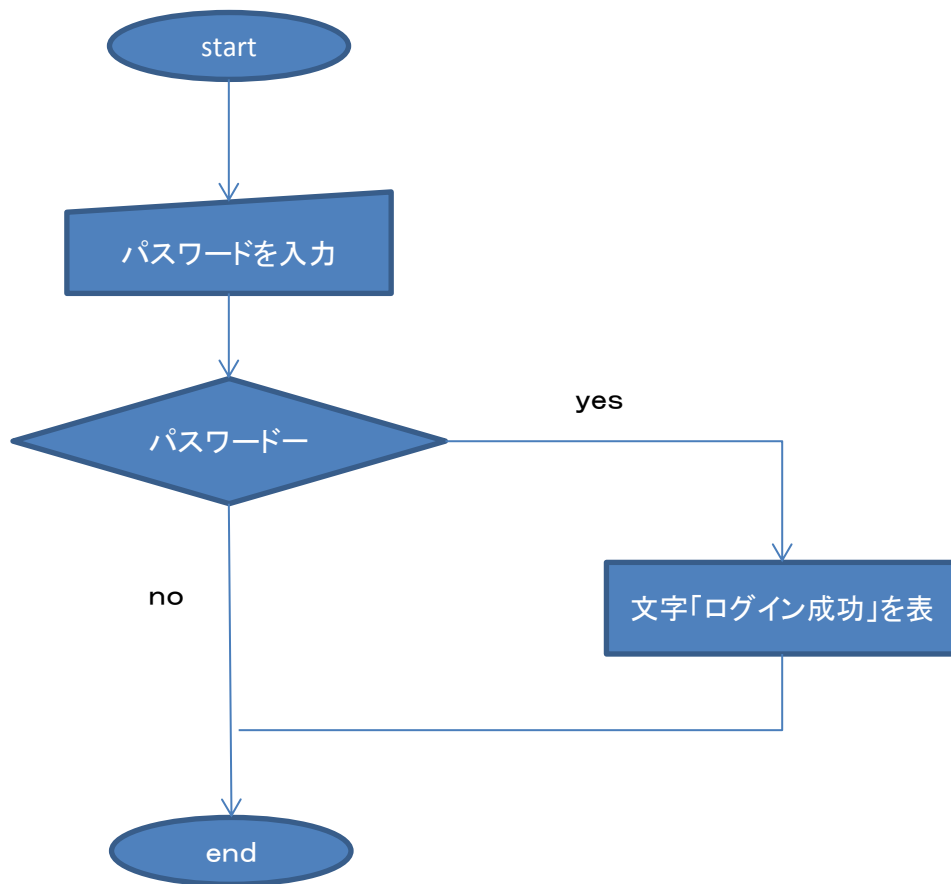 start
パスワードを入力
パスワードー
yes
no
文字「ログイン成功」を表
end